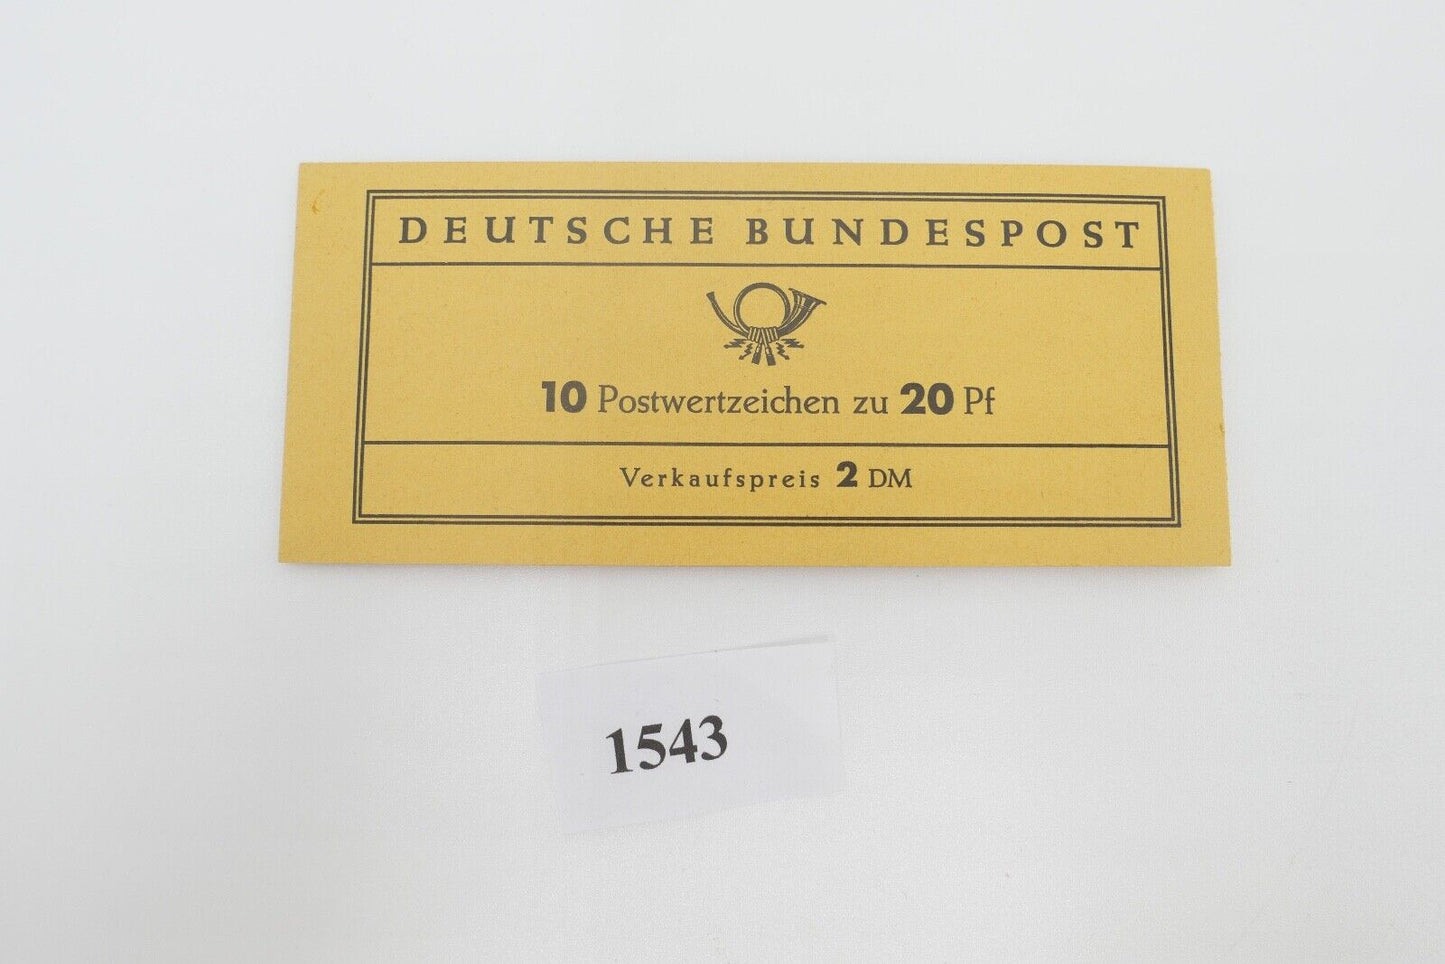 DEUTSCHE BUNDESPOST
10 Postwertzeichen zu 20 Pf
Verkaufspreis 2 DM
1543